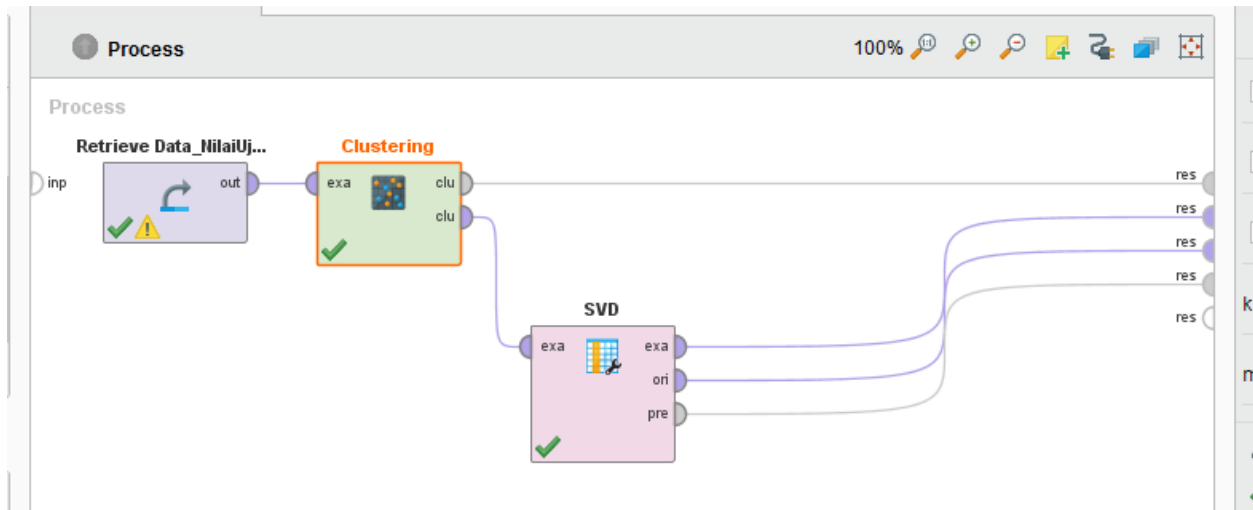 Process
100%
Process
Retrieve Data_NilaiUj...
Clustering
inp
out
exa
clu
clu
SVD
exa
exa
ori
pre
res
res
res
res
res
k
m